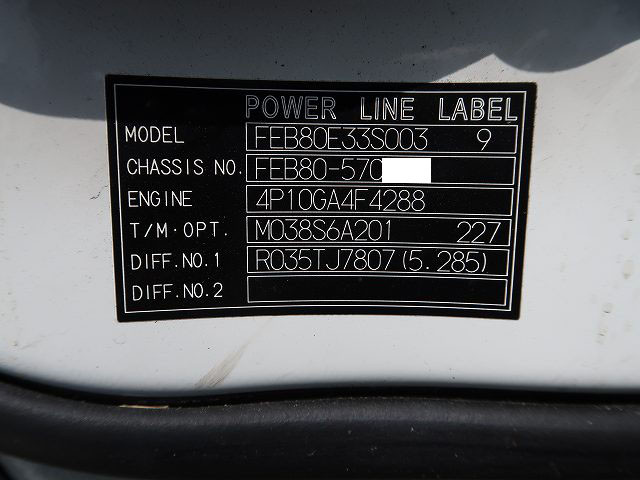 POWER LINE LABEL
MODEL FEB80E33S003 9
CHASSIS NO. FEB80-570
ENGINE 4P10GA4F4288
T/M·OPT. M038S6A201 227
DIFF.NO.1 R035TJ7807(5.285)
DIFF.NO.2